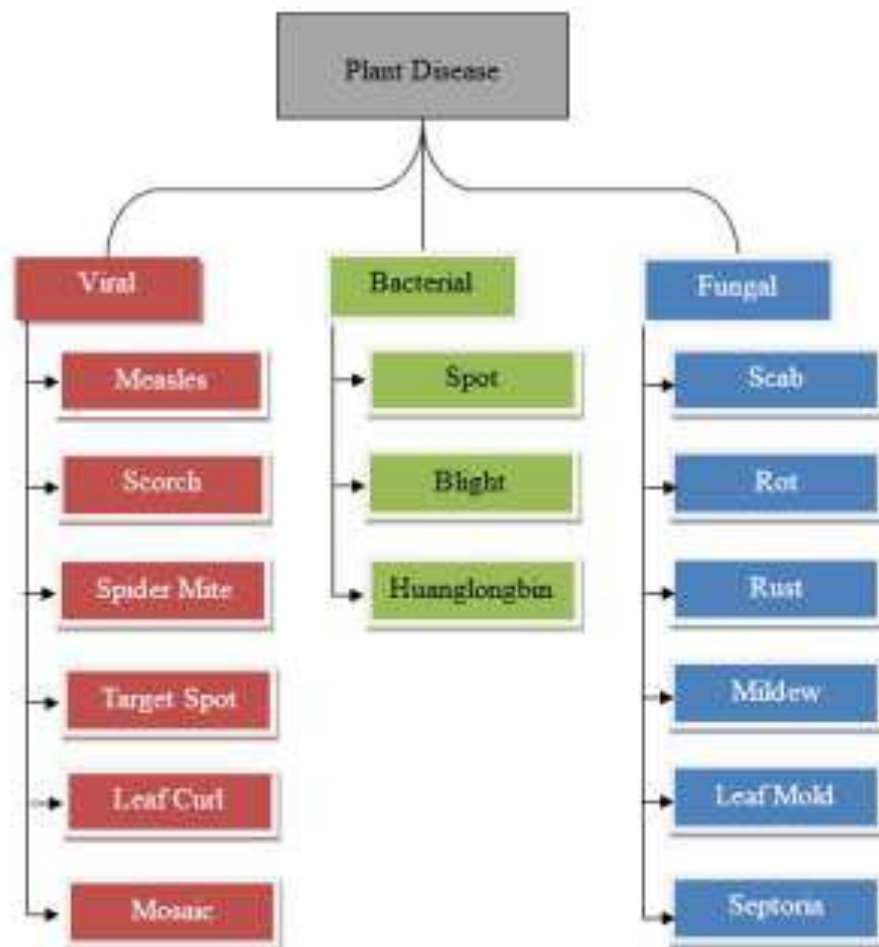 Plant Disease
Viral
Measles
Scorch
Spider Mite
Target Spot
Leaf Curl
Mosaic
Bacterial
Spot
Blight
Huanglongbin
Fungal
Scab
Rot
Rust
Mildew
Leaf Mold
Septoria